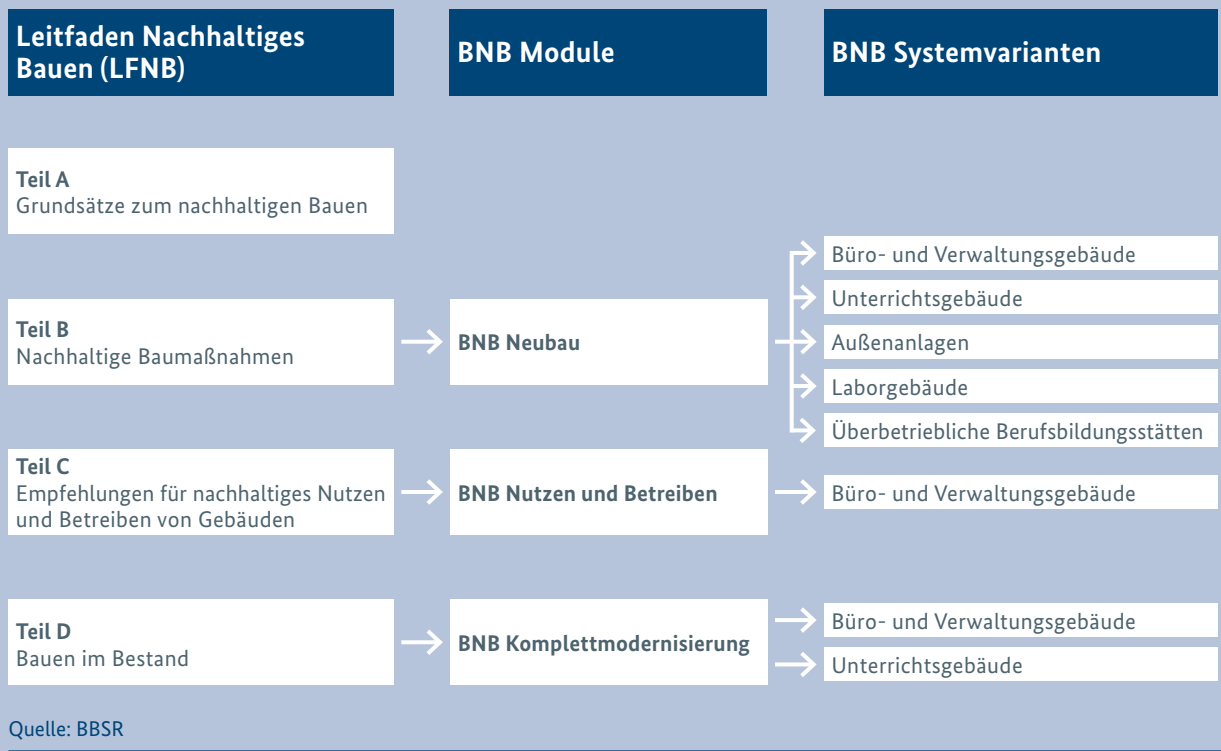 Leitfaden Nachhaltiges
Bauen (LFNB)
BNB Module
BNB Systemvarianten
Teil A
Grundsätze zum nachhaltigen Bauen
Teil B
Nachhaltige Baumaßnahmen
BNB Neubau
Büro- und Verwaltungsgebäude
Unterrichtsgebäude
Außenanlagen
Laborgebäude
Überbetriebliche Berufsbildungsstätten
Teil C
Empfehlungen für nachhaltiges Nutzen
und Betreiben von Gebäuden
BNB Nutzen und Betreiben
Büro- und Verwaltungsgebäude
Teil D
Bauen im Bestand
BNB Komplettmodernisierung
Büro- und Verwaltungsgebäude
Unterrichtsgebäude
Quelle: BBSR